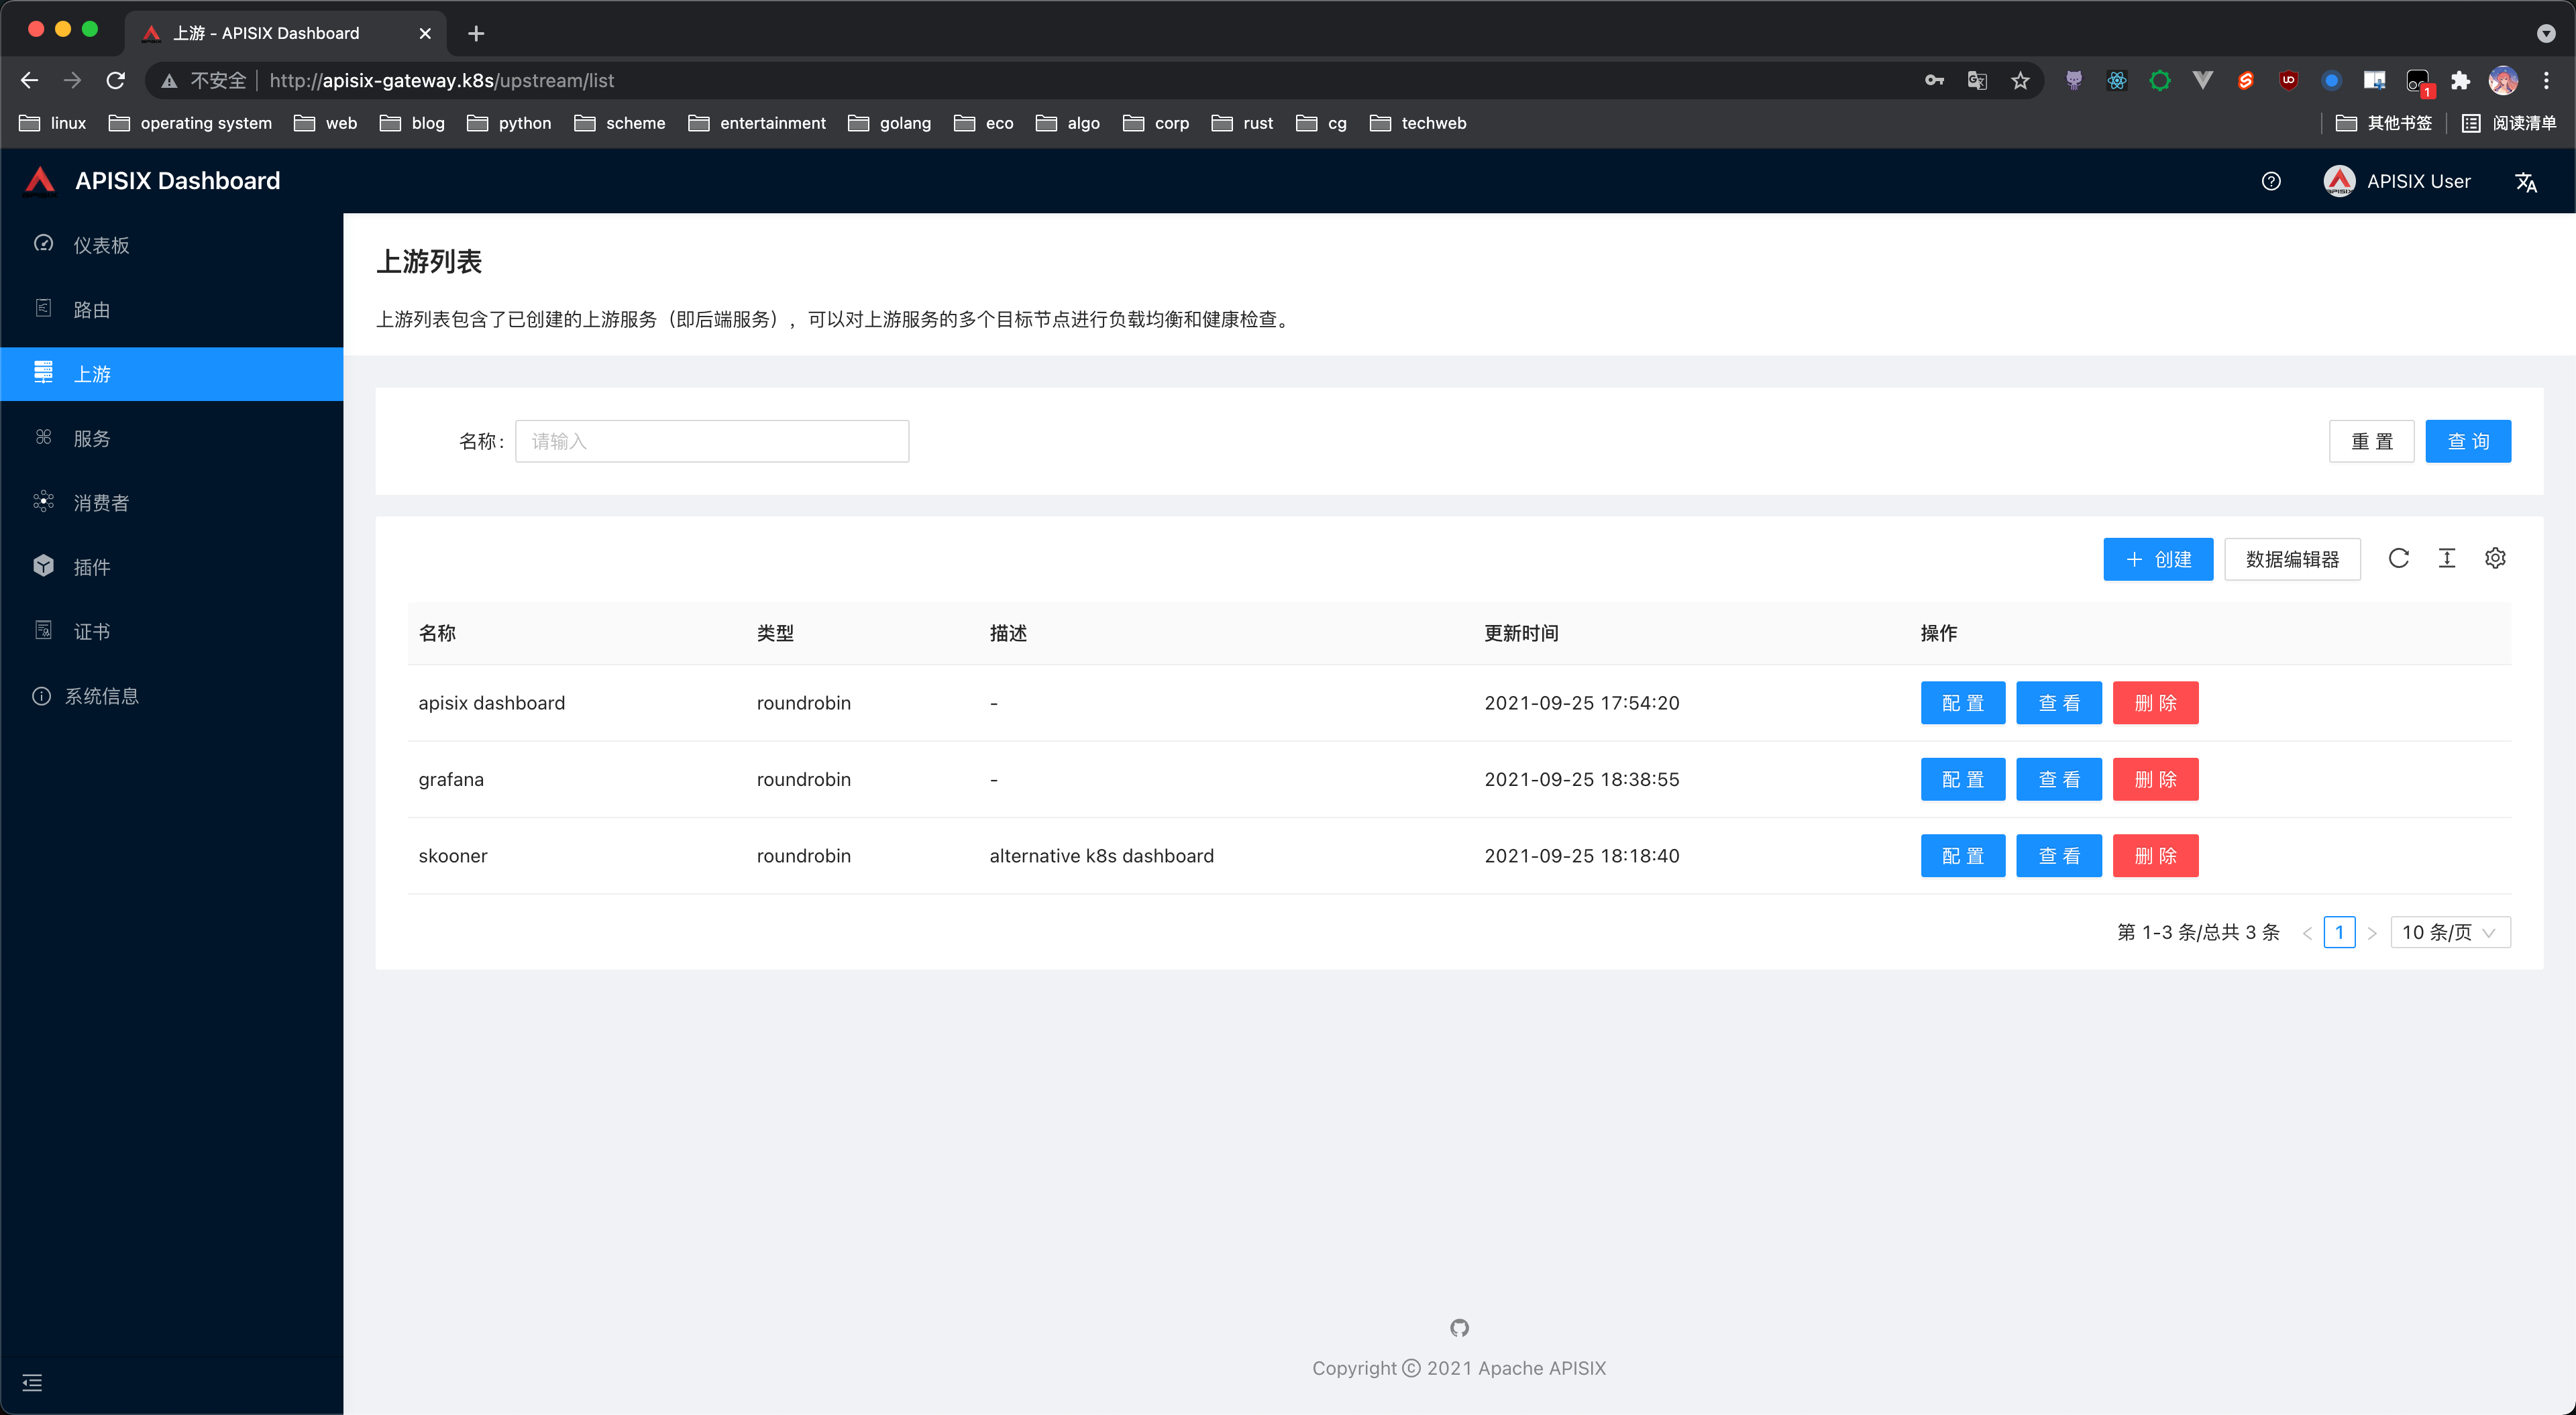 上游 - APISIX Dashboard
不安全 http://apisix-gateway.k8s/upstream/list
1
linux operating system web blog python scheme entertainment golang eco algo corp rust cg techweb 其他书签 阅读清单
APISIX Dashboard APISIX User
仪表板
路由
上游
服务
消费者
插件
证书
系统信息
上游列表
上游列表包含了已创建的上游服务（即后端服务），可以对上游服务的多个目标节点进行负载均衡和健康检查。
名称: 请输入 重 置 查 询
创建 数据编辑器
名称 类型 描述 更新时间 操作
apisix dashboard roundrobin - 2021-09-25 17:54:20 配 置 查 看 删 除
grafana roundrobin - 2021-09-25 18:38:55 配 置 查 看 删 除
skooner roundrobin alternative k8s dashboard 2021-09-25 18:18:40 配 置 查 看 删 除
第 1-3 条/总共 3 条 < 1 > 10 条/页
Copyright © 2021 Apache APISIX